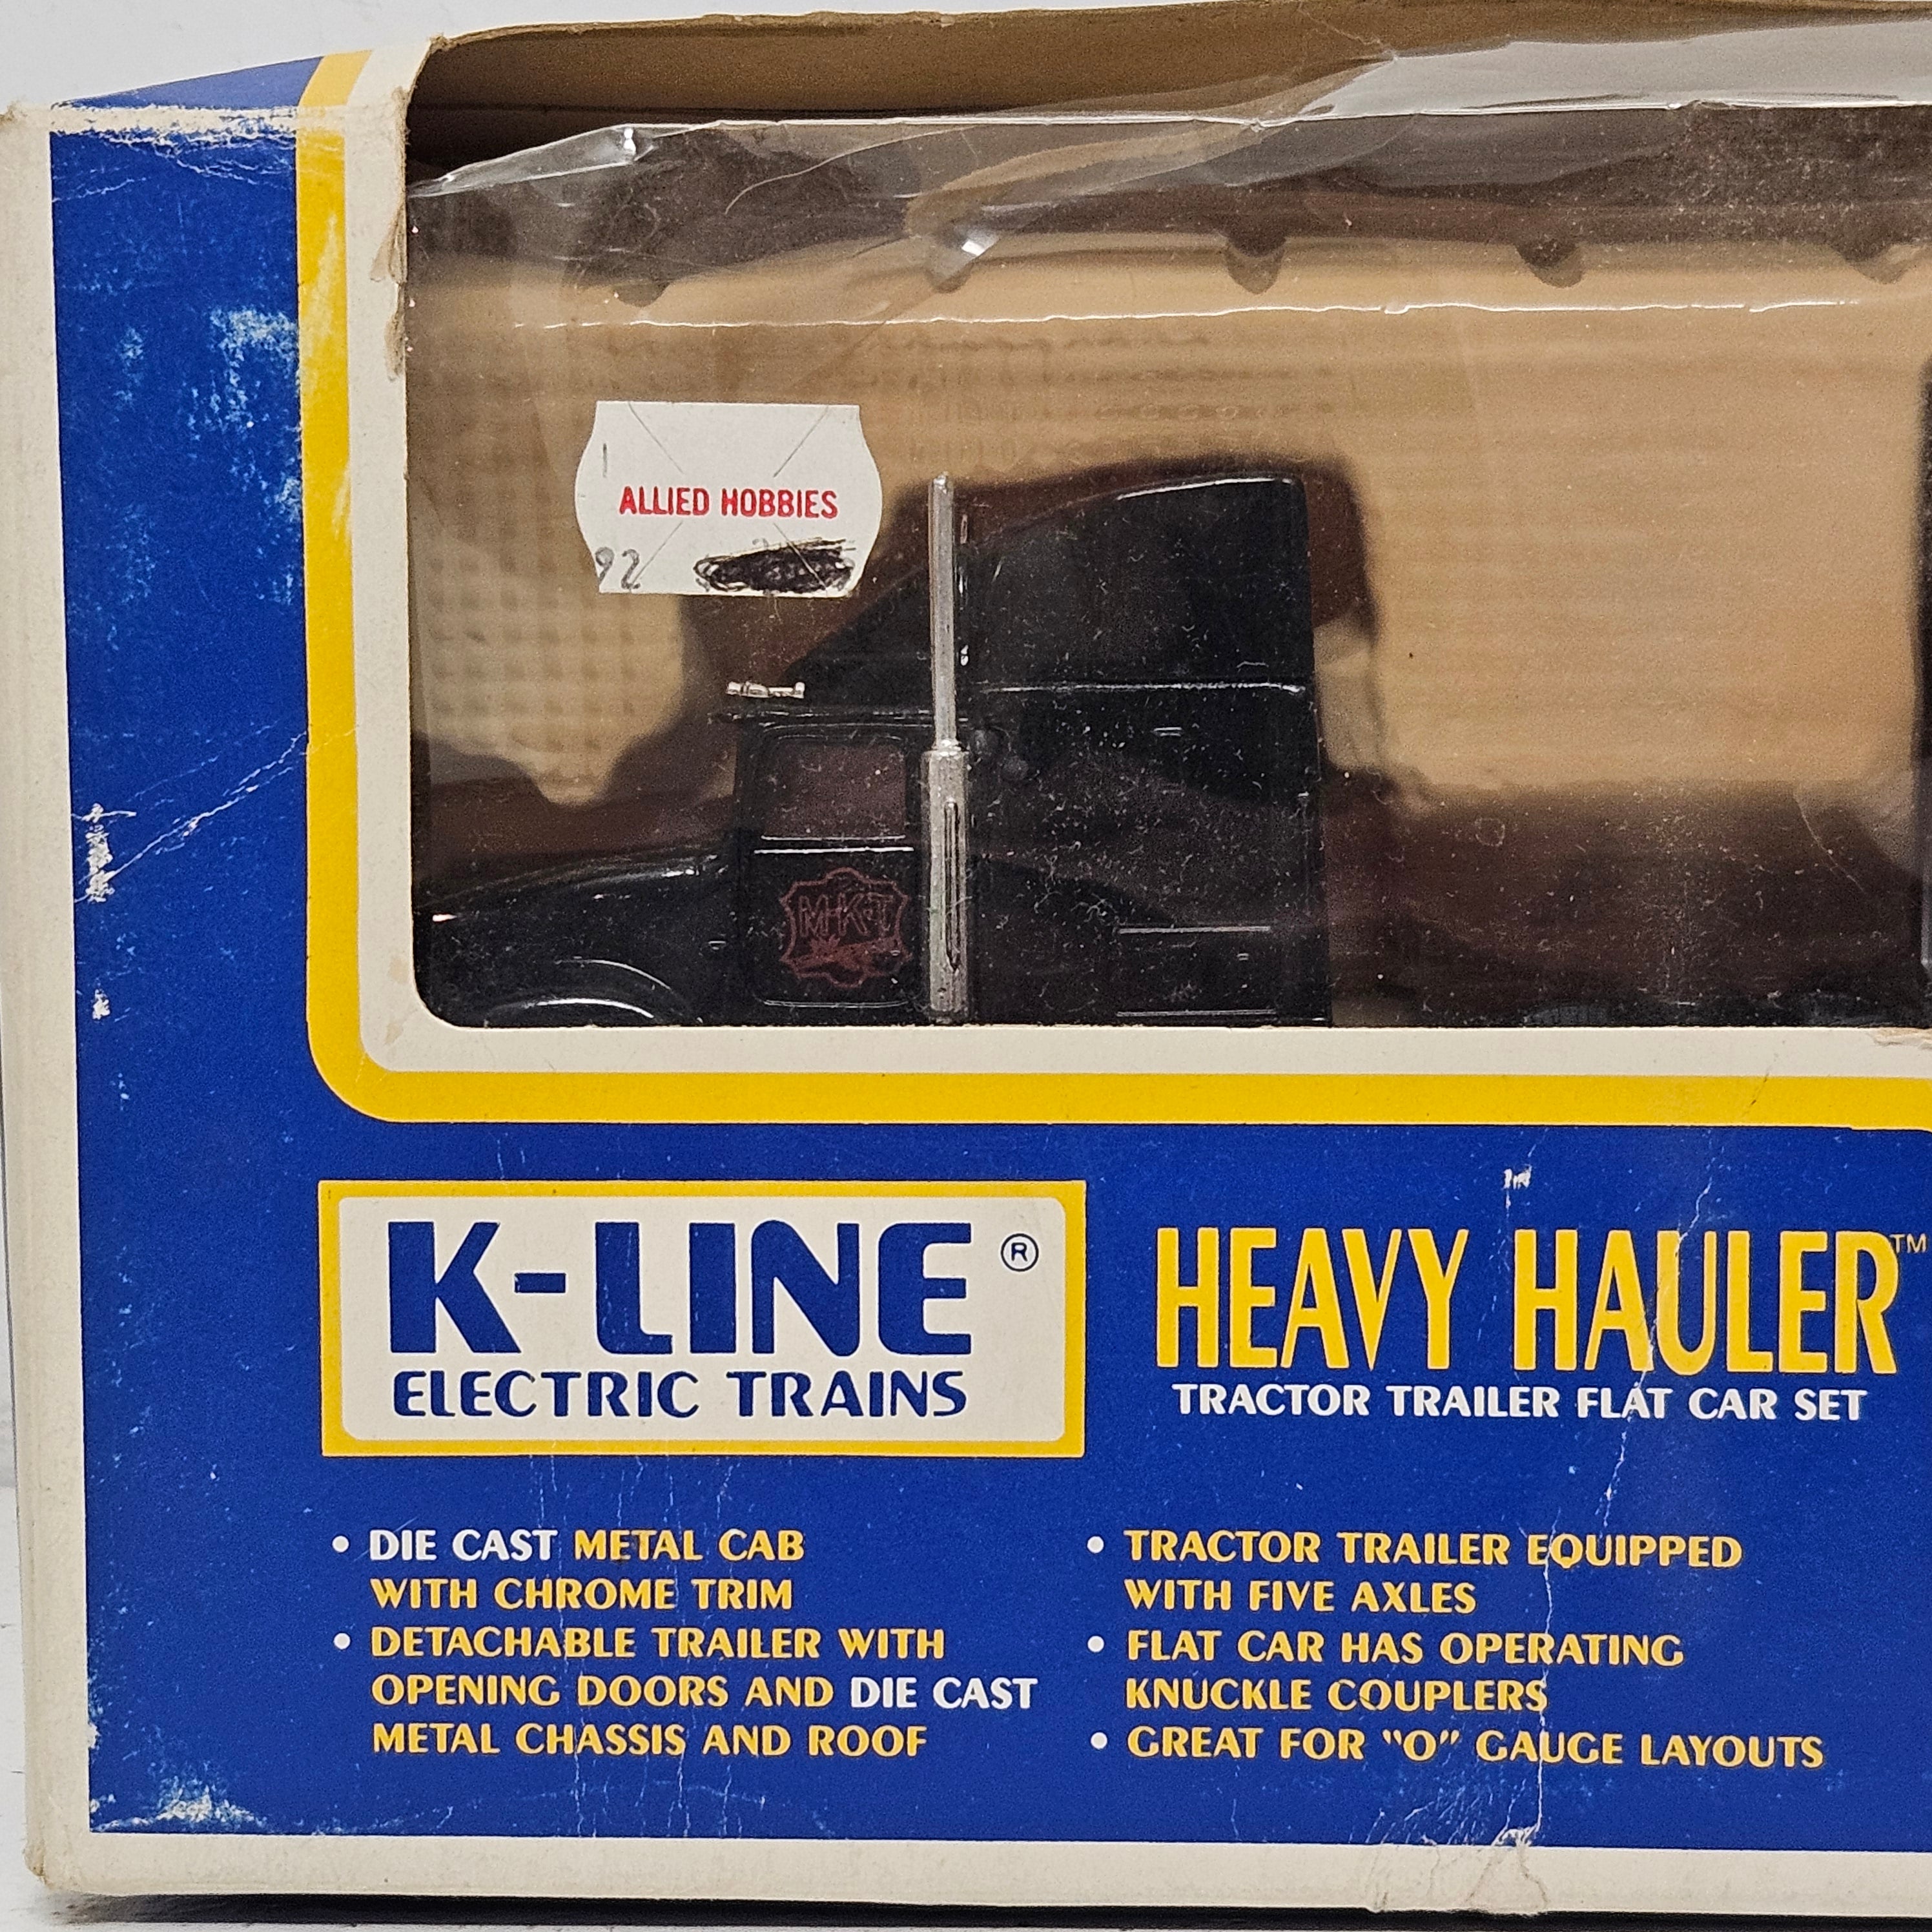 ALLIED HOBBIES
92
M-K-T
K-LINE®
ELECTRIC TRAINS
HEAVY HAULER™
TRACTOR TRAILER FLAT CAR SET
• DIE CAST METAL CAB
WITH CHROME TRIM
• DETACHABLE TRAILER WITH
OPENING DOORS AND DIE CAST
METAL CHASSIS AND ROOF
• TRACTOR TRAILER EQUIPPED
WITH FIVE AXLES
• FLAT CAR HAS OPERATING
KNUCKLE COUPLERS
• GREAT FOR "O" GAUGE LAYOUTS